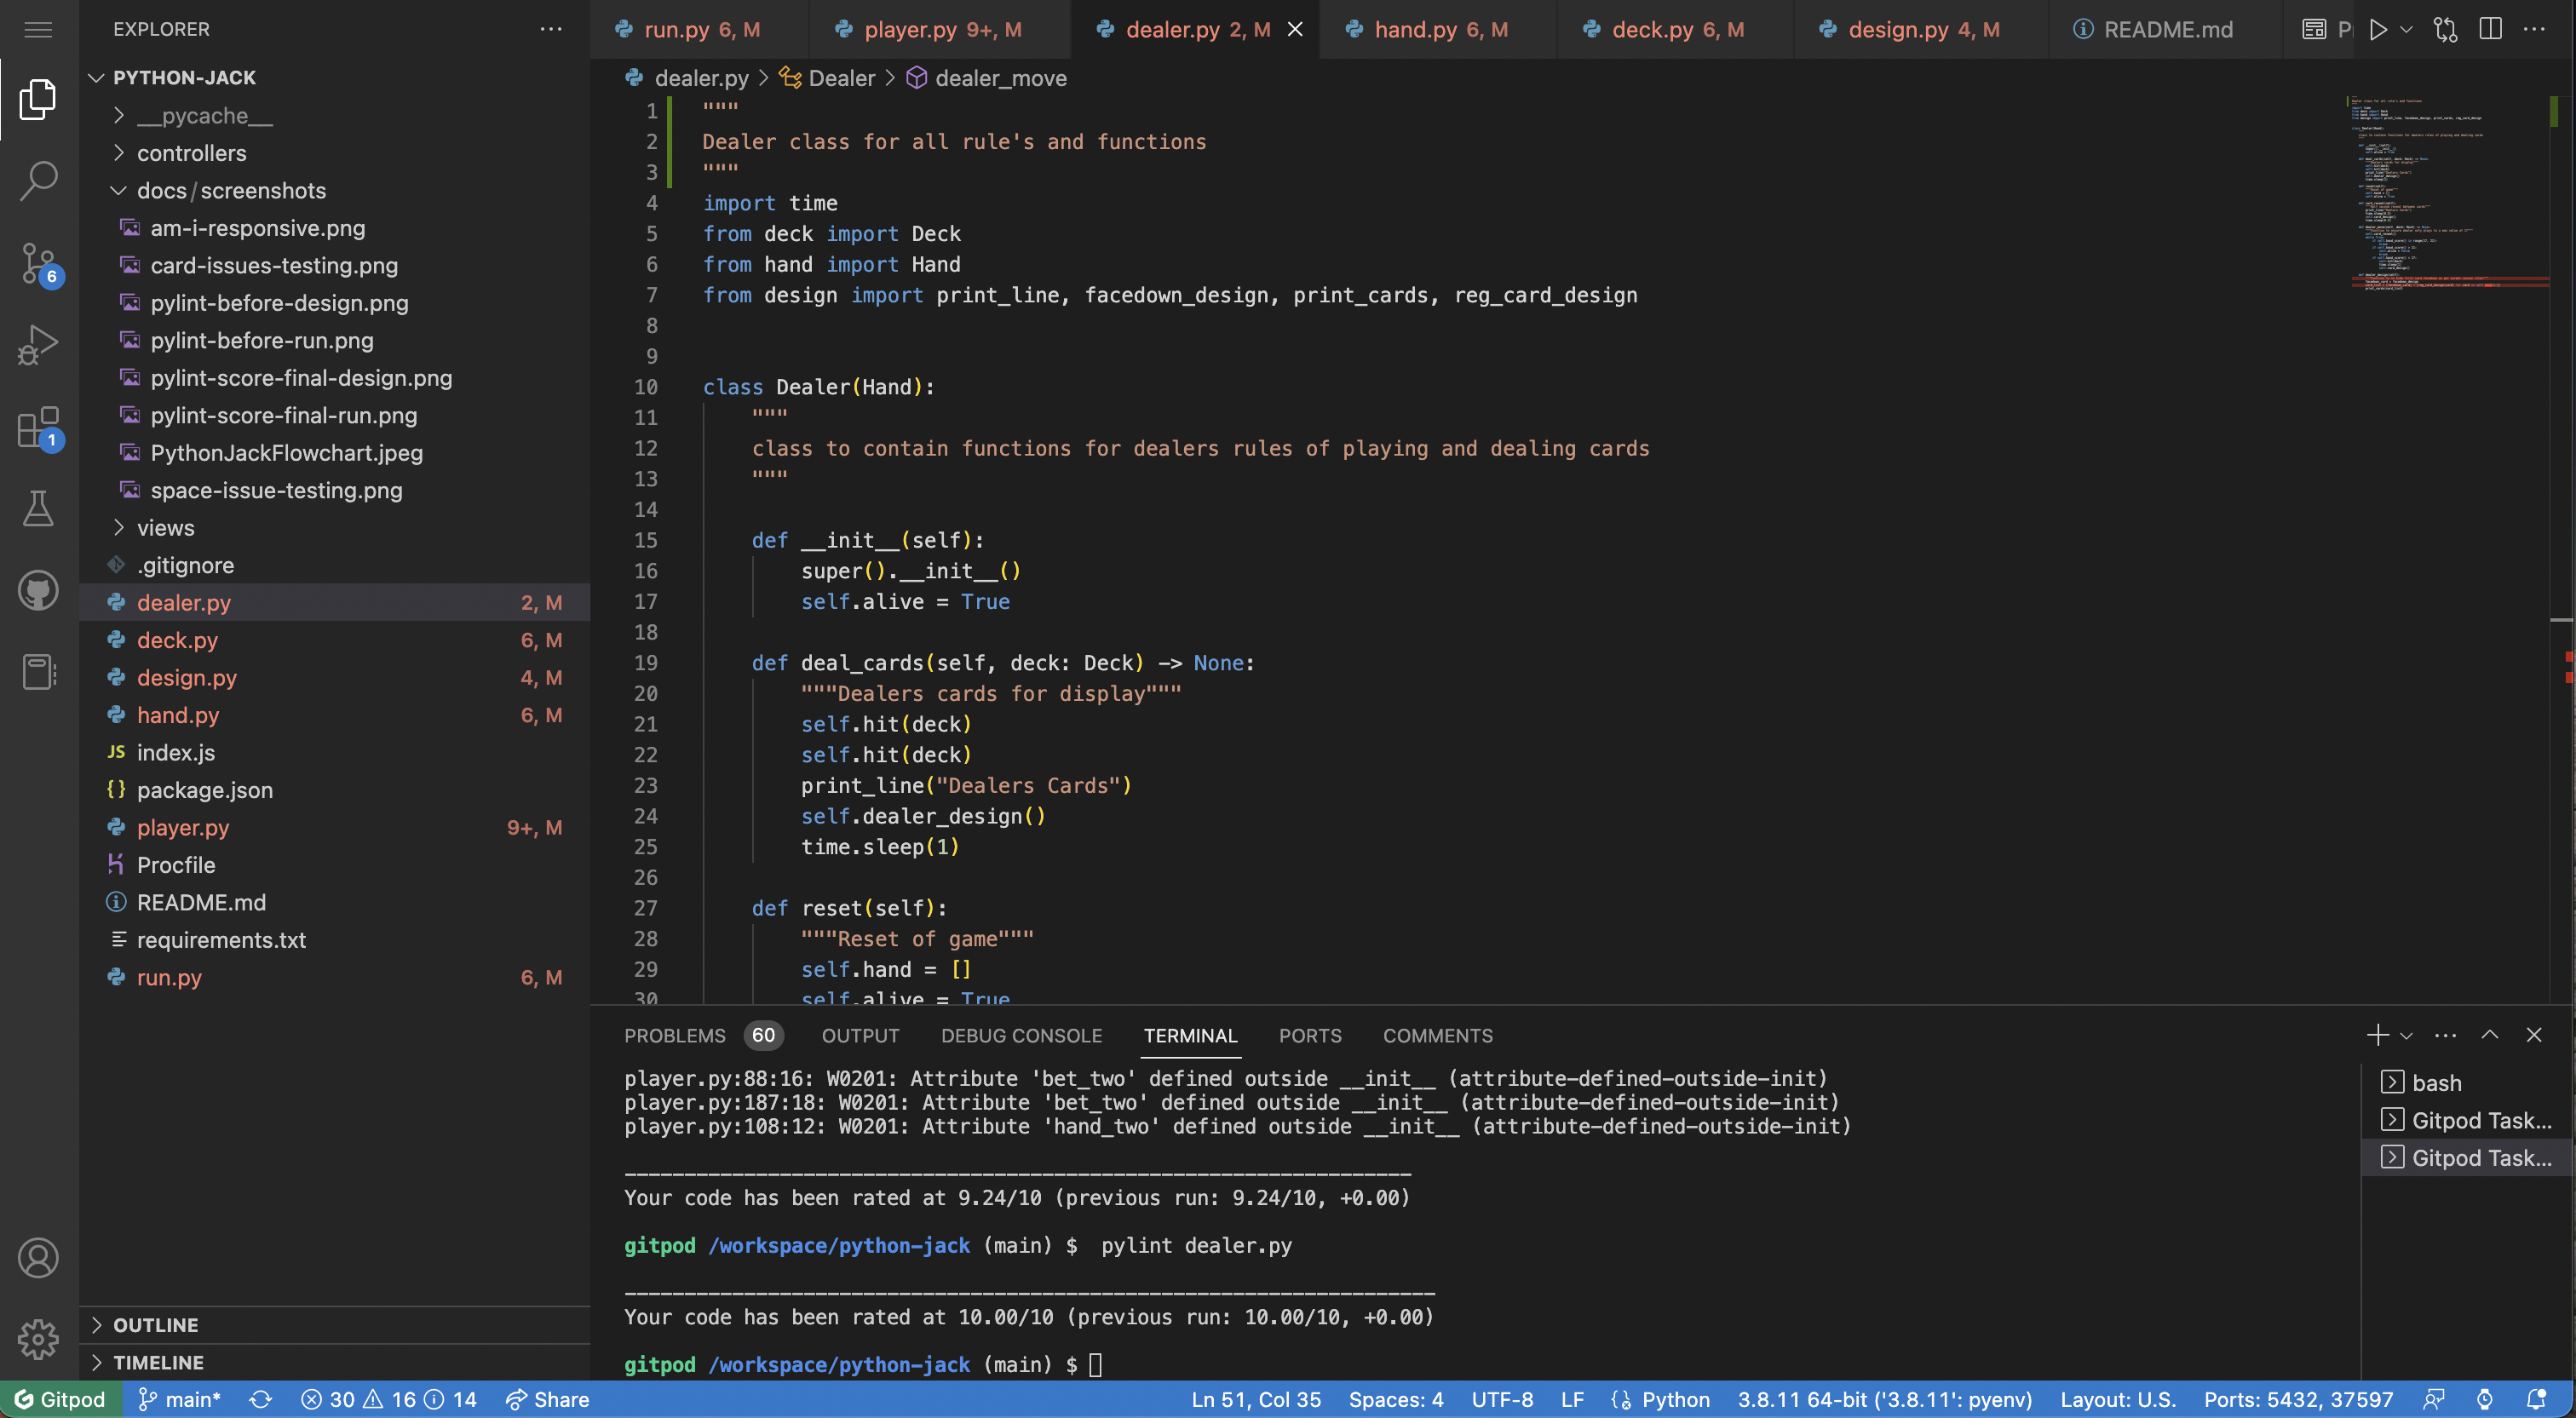 EXPLORER
PYTHON-JACK
__pycache__
controllers
docs/screenshots
am-i-responsive.png
card-issues-testing.png
pylint-before-design.png
pylint-before-run.png
pylint-score-final-design.png
pylint-score-final-run.png
PythonJackFlowchart.jpeg
space-issue-testing.png
views
.gitignore
dealer.py 2, M
deck.py 6, M
design.py 4, M
hand.py 6, M
JS index.js
{} package.json
player.py 9+, M
Procfile
README.md
requirements.txt
run.py 6, M
OUTLINE
TIMELINE
6
1
run.py 6, M player.py 9+, M dealer.py 2, M hand.py 6, M deck.py 6, M design.py 4, M README.md
dealer.py > Dealer > dealer_move
1 """
2 Dealer class for all rule's and functions
3 """
4 import time
5 from deck import Deck
6 from hand import Hand
7 from design import print_line, facedown_design, print_cards, reg_card_design
8
9
10 class Dealer(Hand):
11 """
12 class to contain functions for dealers rules of playing and dealing cards
13 """
14
15 def __init__(self):
16 super().__init__()
17 self.alive = True
18
19 def deal_cards(self, deck: Deck) -> None:
20 """Dealers cards for display"""
21 self.hit(deck)
22 self.hit(deck)
23 print_line("Dealers Cards")
24 self.dealer_design()
25 time.sleep(1)
26
27 def reset(self):
28 """Reset of game"""
29 self.hand = []
30 self.alive = True
PROBLEMS 60 OUTPUT DEBUG CONSOLE TERMINAL PORTS COMMENTS
player.py:88:16: W0201: Attribute 'bet_two' defined outside __init__ (attribute-defined-outside-init)
player.py:187:18: W0201: Attribute 'bet_two' defined outside __init__ (attribute-defined-outside-init)
player.py:108:12: W0201: Attribute 'hand_two' defined outside __init__ (attribute-defined-outside-init)
Your code has been rated at 9.24/10 (previous run: 9.24/10, +0.00)
gitpod /workspace/python-jack (main) $ pylint dealer.py
Your code has been rated at 10.00/10 (previous run: 10.00/10, +0.00)
gitpod /workspace/python-jack (main) $
bash
Gitpod Task...
Gitpod Task...
Gitpod main* 30 16 14 Share Ln 51, Col 35 Spaces: 4 UTF-8 LF Python 3.8.11 64-bit ('3.8.11': pyenv) Layout: U.S. Ports: 5432, 37597